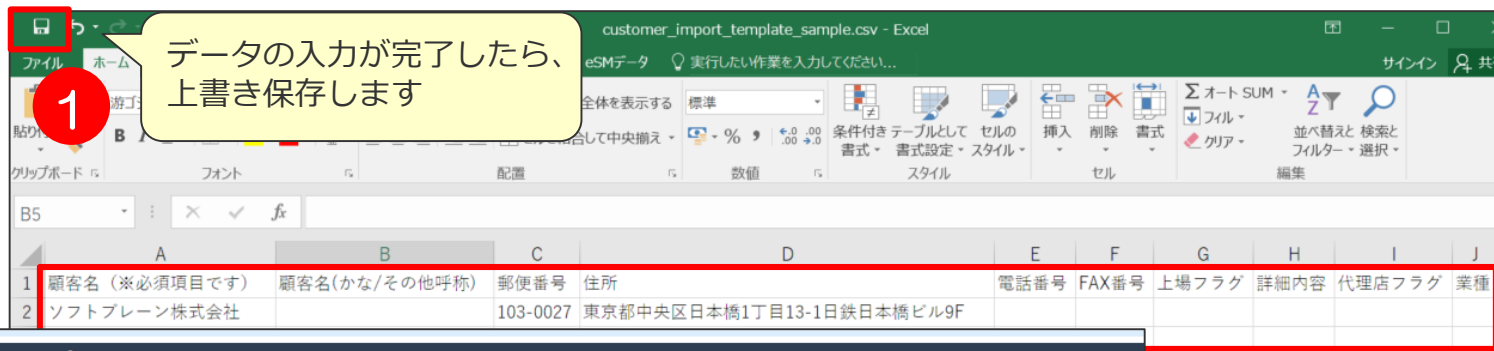 customer_import_template_sample.csv - Excel
データの入力が完了したら、
上書き保存します
1
ファイル ホーム eSMデータ 実行したい作業を入力してください... サインイン
全体を表示する 標準 Σ オート SUM
フィル
クリア
B して中央揃え % 条件付き書式 テーブルとして書式設定 セルのスタイル 挿入 削除 書式 並べ替えとフィルター 検索と選択
クリップボード フォント 配置 数値 スタイル セル 編集
B5 fx
A B C D E F G H I J
1 顧客名（※必須項目です） 顧客名(かな/その他呼称) 郵便番号 住所 電話番号 FAX番号 上場フラグ 詳細内容 代理店フラグ 業種
2 ソフトブレーン株式会社 103-0027 東京都中央区日本橋1丁目13-1日鉄日本橋ビル9F